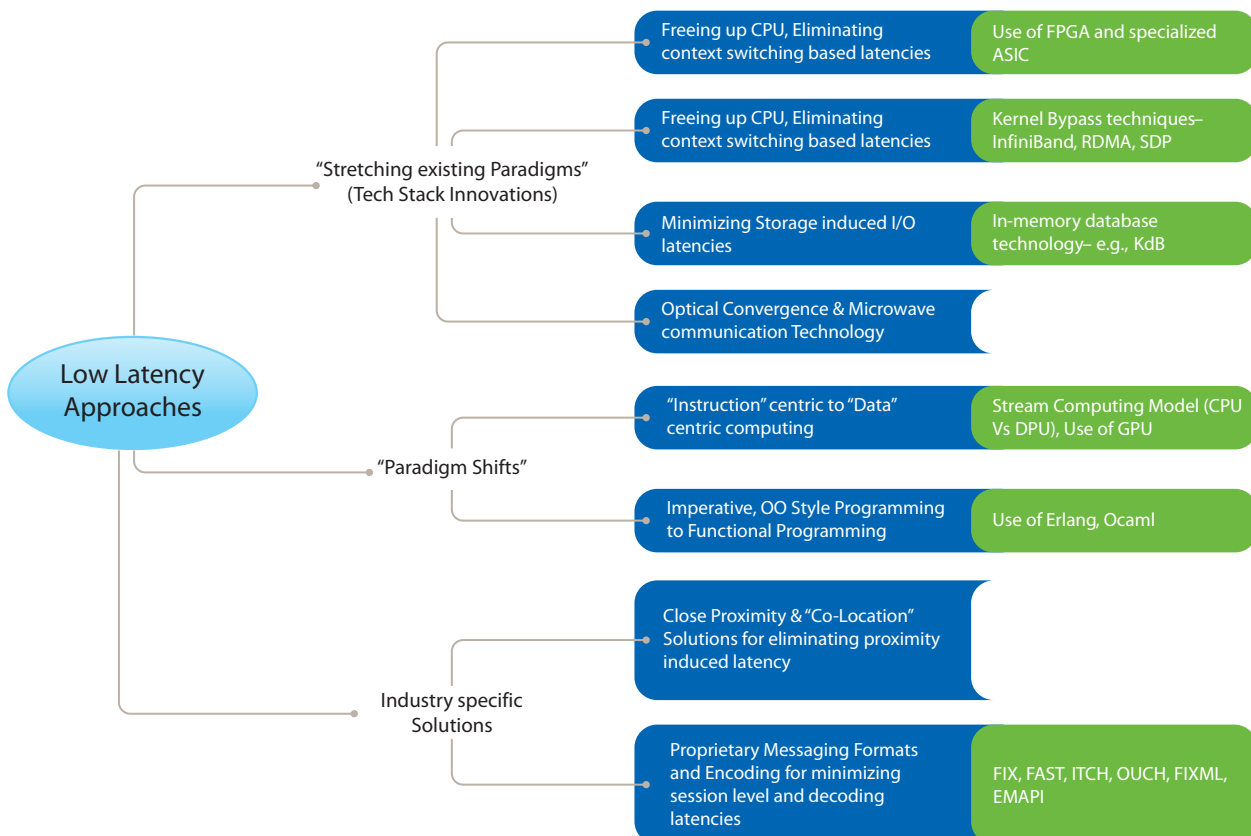 Freeing up CPU, Eliminating
context switching based latencies
Use of FPGA and specialized
ASIC
Freeing up CPU, Eliminating
context switching based latencies
Kernel Bypass techniques–
InfiniBand, RDMA, SDP
“Stretching existing Paradigms”
(Tech Stack Innovations)
Minimizing Storage induced I/O
latencies
In-memory database
technology– e.g., KdB
Optical Convergence & Microwave
communication Technology
Low Latency
Approaches
“Instruction” centric to “Data”
centric computing
Stream Computing Model (CPU
Vs DPU), Use of GPU
“Paradigm Shifts”
Imperative, OO Style Programming
to Functional Programming
Use of Erlang, Ocaml
Close Proximity & “Co-Location”
Solutions for eliminating proximity
induced latency
Industry specific
Solutions
Proprietary Messaging Formats
and Encoding for minimizing
session level and decoding
latencies
FIX, FAST, ITCH, OUCH, FIXML,
EMAPI